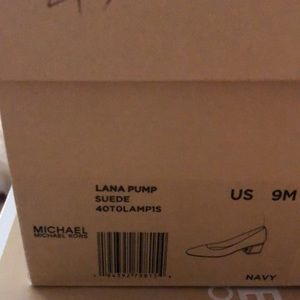 LANA PUMP
SUEDE
40T0LAMP1S
US 9M
MICHAEL
MICHAEL KORS
NAVY